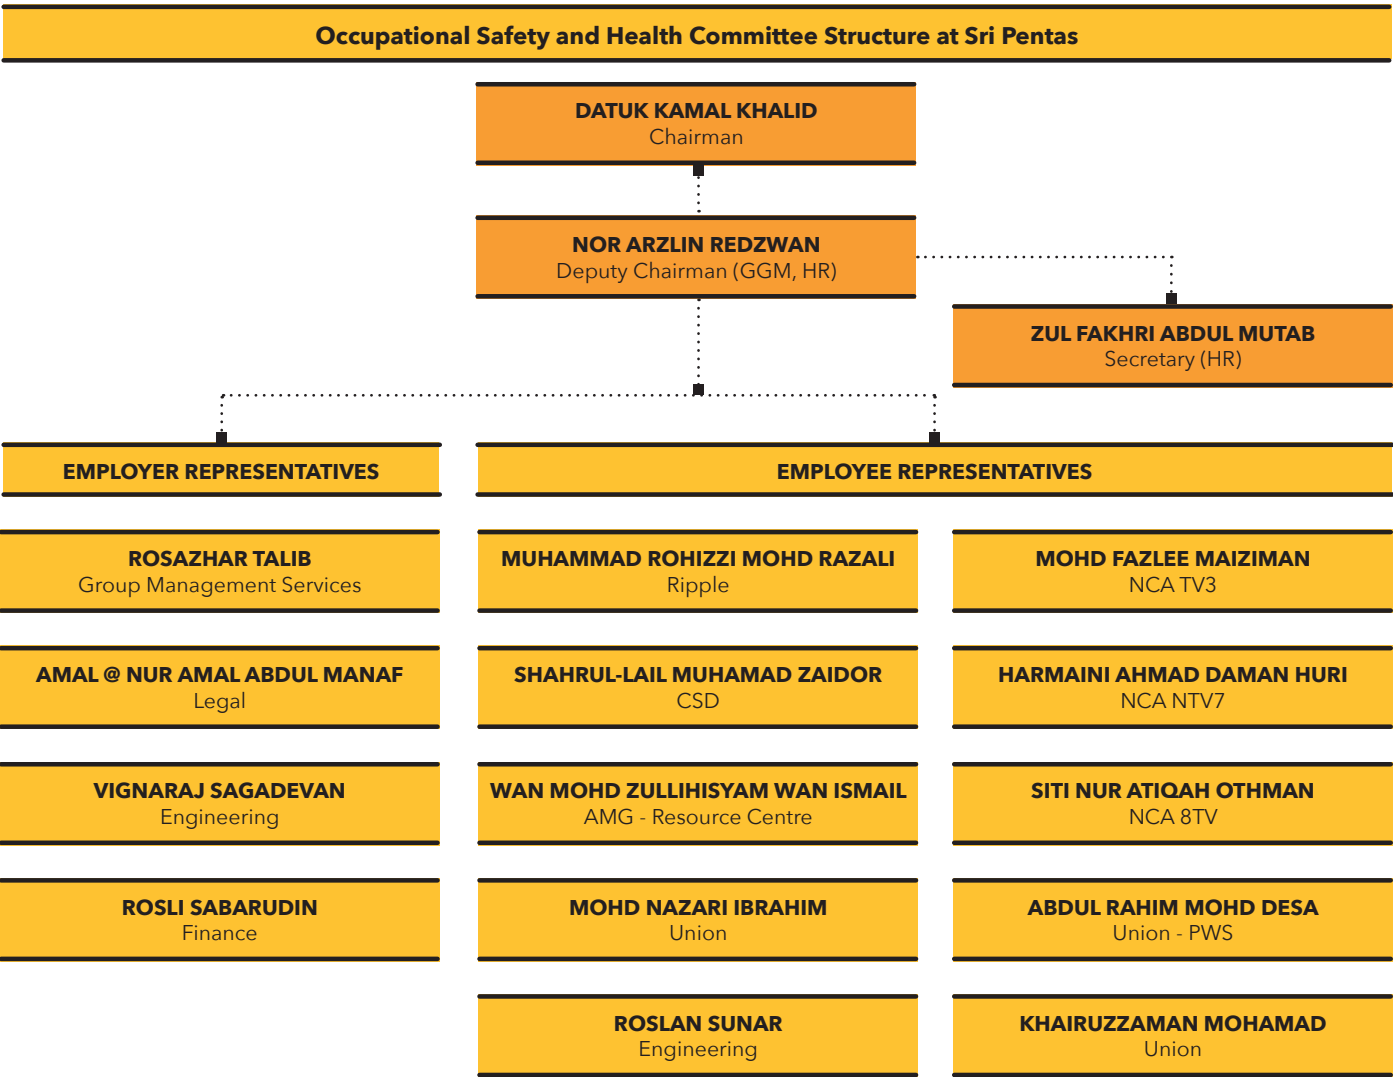 Occupational Safety and Health Committee Structure at Sri Pentas
DATUK KAMAL KHALID
Chairman
NOR ARZLIN REDZWAN
Deputy Chairman (GGM, HR)
ZUL FAKHRI ABDUL MUTAB
Secretary (HR)
EMPLOYER REPRESENTATIVES
ROSAZHAR TALIB
Group Management Services
AMAL @ NUR AMAL ABDUL MANAF
Legal
VIGNARAJ SAGADEVAN
Engineering
ROSLI SABARUDIN
Finance
EMPLOYEE REPRESENTATIVES
MUHAMMAD ROHIZZI MOHD RAZALI
Ripple
SHAHRUL-LAIL MUHAMAD ZAIDOR
CSD
WAN MOHD ZULLIHISYAM WAN ISMAIL
AMG - Resource Centre
MOHD NAZARI IBRAHIM
Union
ROSLAN SUNAR
Engineering
MOHD FAZLEE MAIZIMAN
NCA TV3
HARMAINI AHMAD DAMAN HURI
NCA NTV7
SITI NUR ATIQAH OTHMAN
NCA 8TV
ABDUL RAHIM MOHD DESA
Union - PWS
KHAIRUZZAMAN MOHAMAD
Union